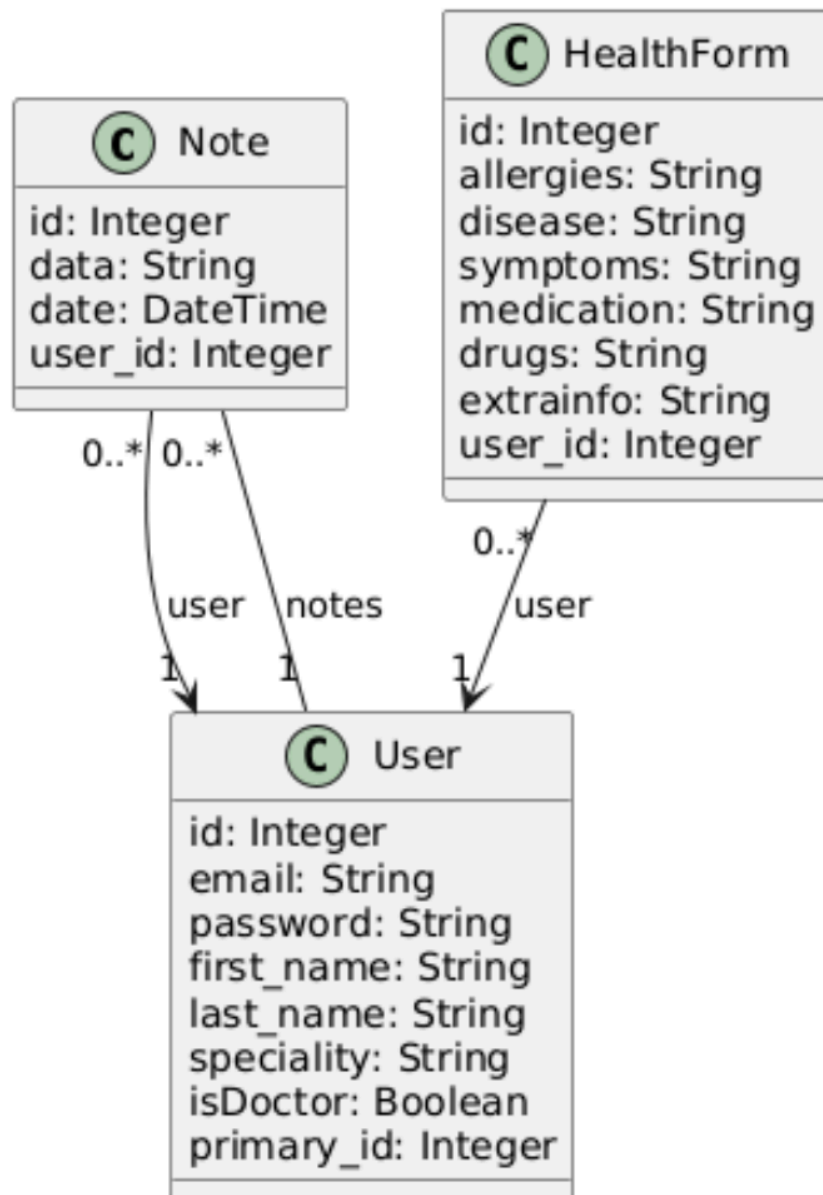 C Note
id: Integer
data: String
date: DateTime
user_id: Integer
C HealthForm
id: Integer
allergies: String
disease: String
symptoms: String
medication: String
drugs: String
extrainfo: String
user_id: Integer
0..* 0..*
0..*
user notes user
1 1 1
C User
id: Integer
email: String
password: String
first_name: String
last_name: String
speciality: String
isDoctor: Boolean
primary_id: Integer